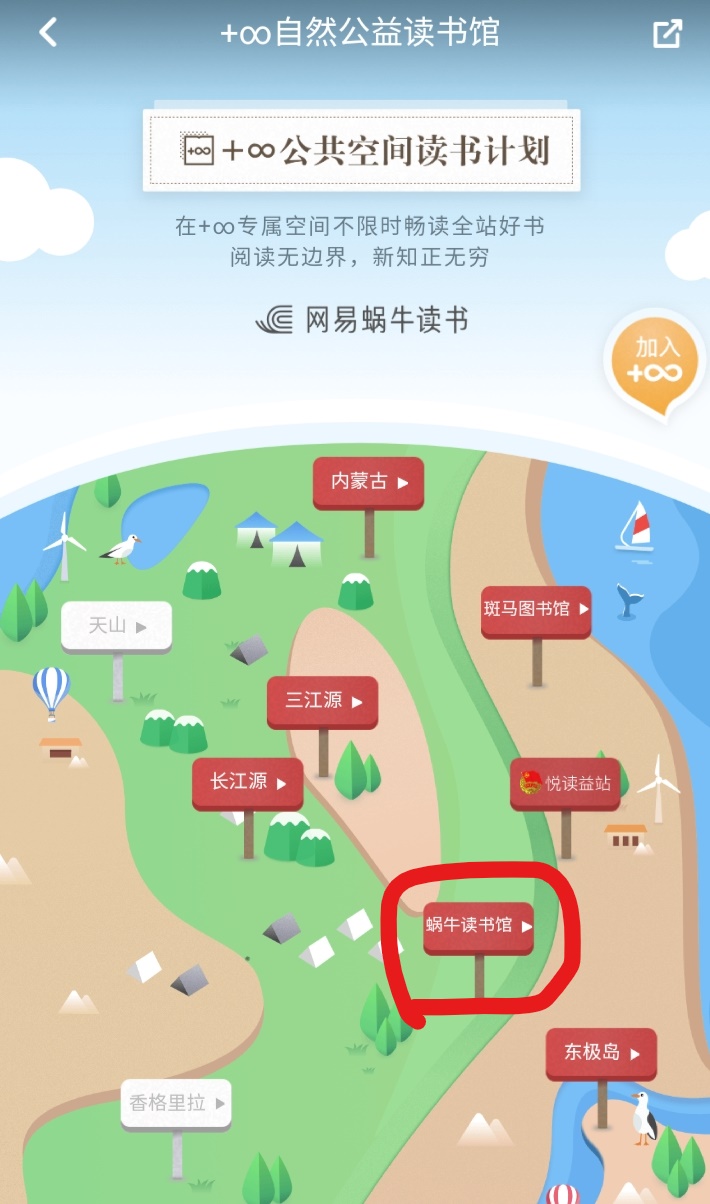 +∞自然公益读书馆
+∞
+∞公共空间读书计划
在+∞专属空间不限时畅读全站好书
阅读无边界，新知正无穷
网易蜗牛读书
加入
+∞
内蒙古
天山
斑马图书馆
三江源
长江源
悦读益站
蜗牛读书馆
东极岛
香格里拉